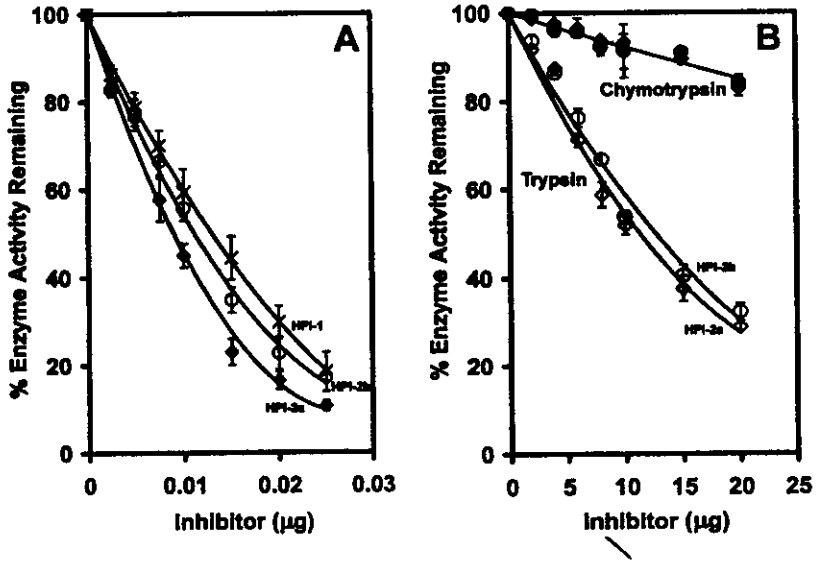 A
% Enzyme Activity Remaining
100
80
60
40
20
0
HPI-1
HPI-2b
HPI-2a
0 0.01 0.02 0.03
Inhibitor (µg)
B
% Enzyme Activity Remaining
100
80
60
40
20
0
Chymotrypsin
Trypsin
HPI-2b
HPI-2a
0 5 10 15 20 25
Inhibitor (µg)